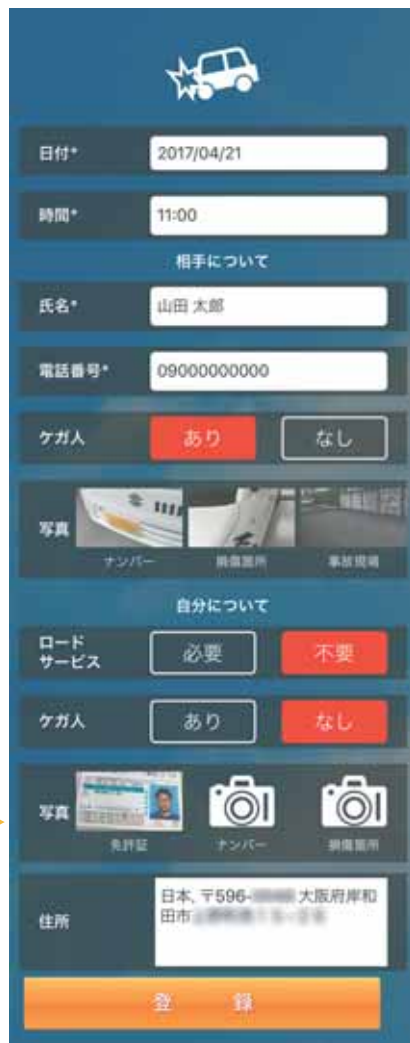 日付*
2017/04/21
時間*
11:00
相手について
氏名*
山田 太郎
電話番号*
09000000000
ケガ人
あり
なし
写真
ナンバー
損傷箇所
事故現場
自分について
ロード
サービス
必要
不要
ケガ人
あり
なし
写真
免許証
ナンバー
損傷箇所
住所
日本, 〒596- 大阪府岸和
田市
登 録